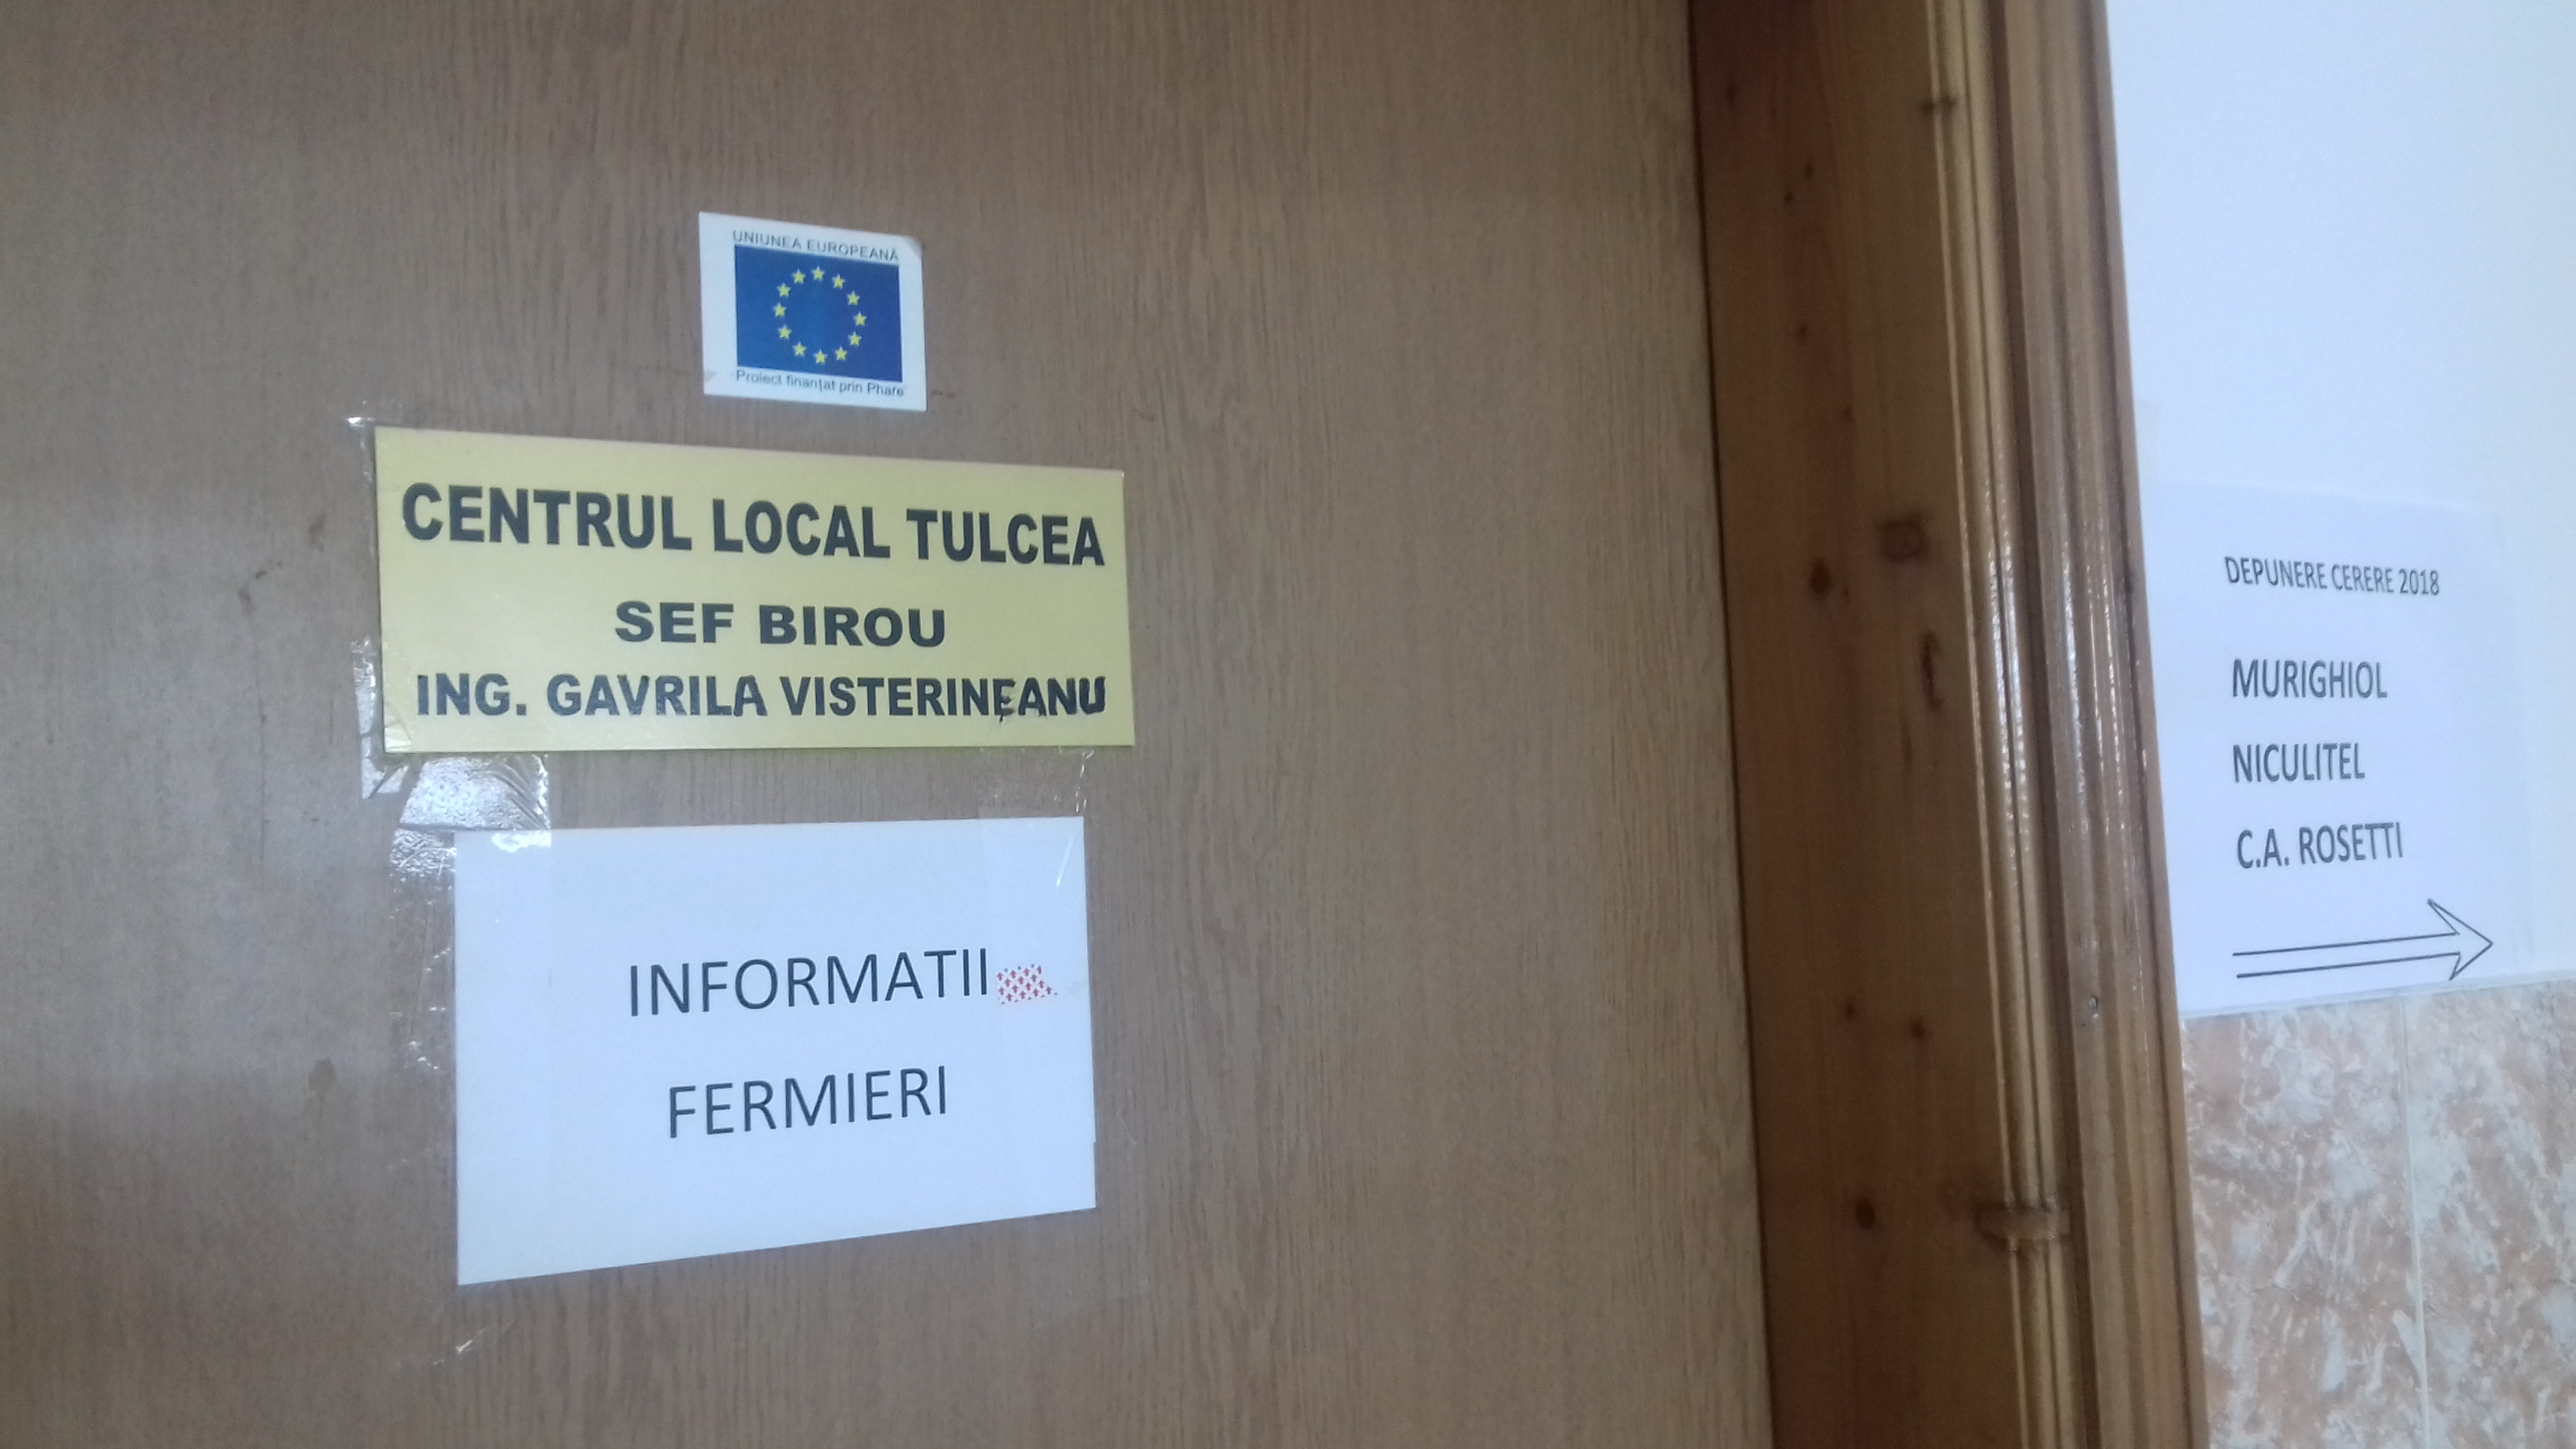 UNIUNEA EUROPEANĂ
Proiect finanţat prin Phare
CENTRUL LOCAL TULCEA
SEF BIROU
ING. GAVRILA VISTERINEANU
INFORMATII
FERMIERI
DEPUNERE CERERE 2018
MURIGHIOL
NICULITEL
C.A. ROSETTI